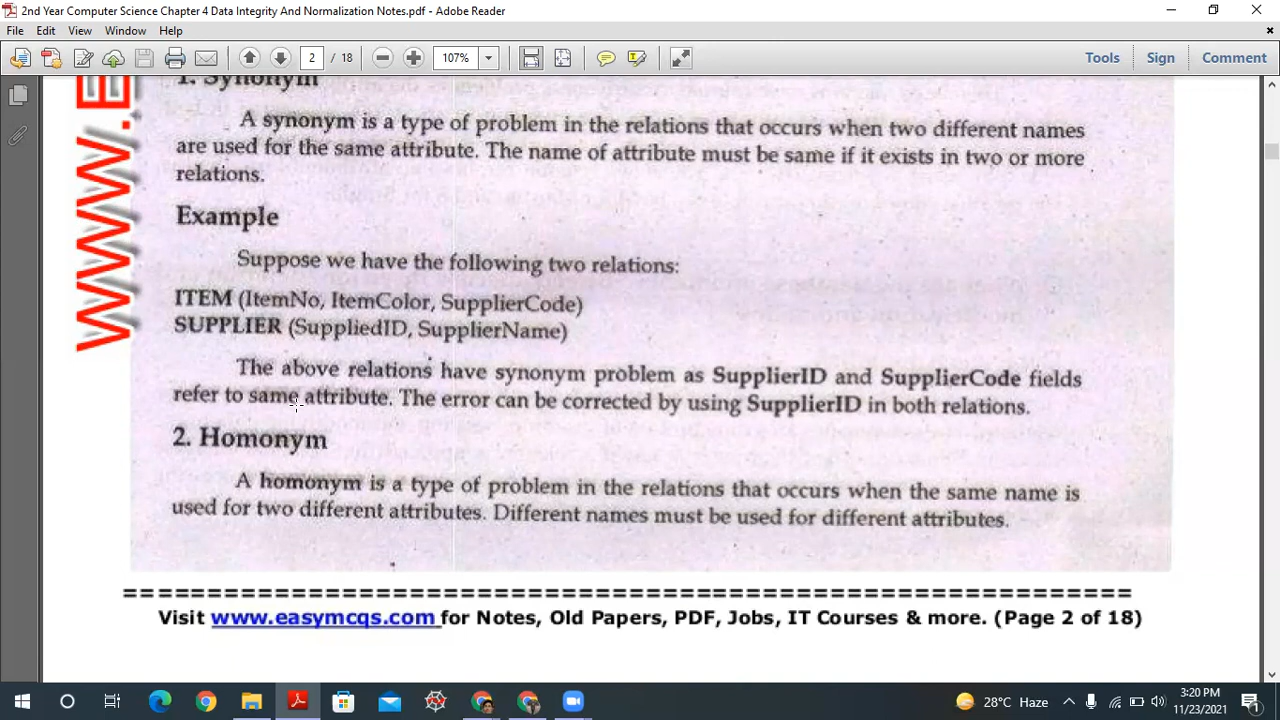 2nd Year Computer Science Chapter 4 Data Integrity And Normalization Notes.pdf - Adobe Reader
File Edit View Window Help
2 / 18 107% Tools Sign Comment
1. Synonym
A synonym is a type of problem in the relations that occurs when two different names
are used for the same attribute. The name of attribute must be same if it exists in two or more
relations.
Example
Suppose we have the following two relations:
ITEM (ItemNo, ItemColor, SupplierCode)
SUPPLIER (SuppliedID, SupplierName)
The above relations have synonym problem as SupplierID and SupplierCode fields
refer to same attribute. The error can be corrected by using SupplierID in both relations.
2. Homonym
A homonym is a type of problem in the relations that occurs when the same name is
used for two different attributes. Different names must be used for different attributes.
WWW.E
Visit www.easymcqs.com for Notes, Old Papers, PDF, Jobs, IT Courses & more. (Page 2 of 18)
28°C Haze
3:20 PM
11/23/2021
1